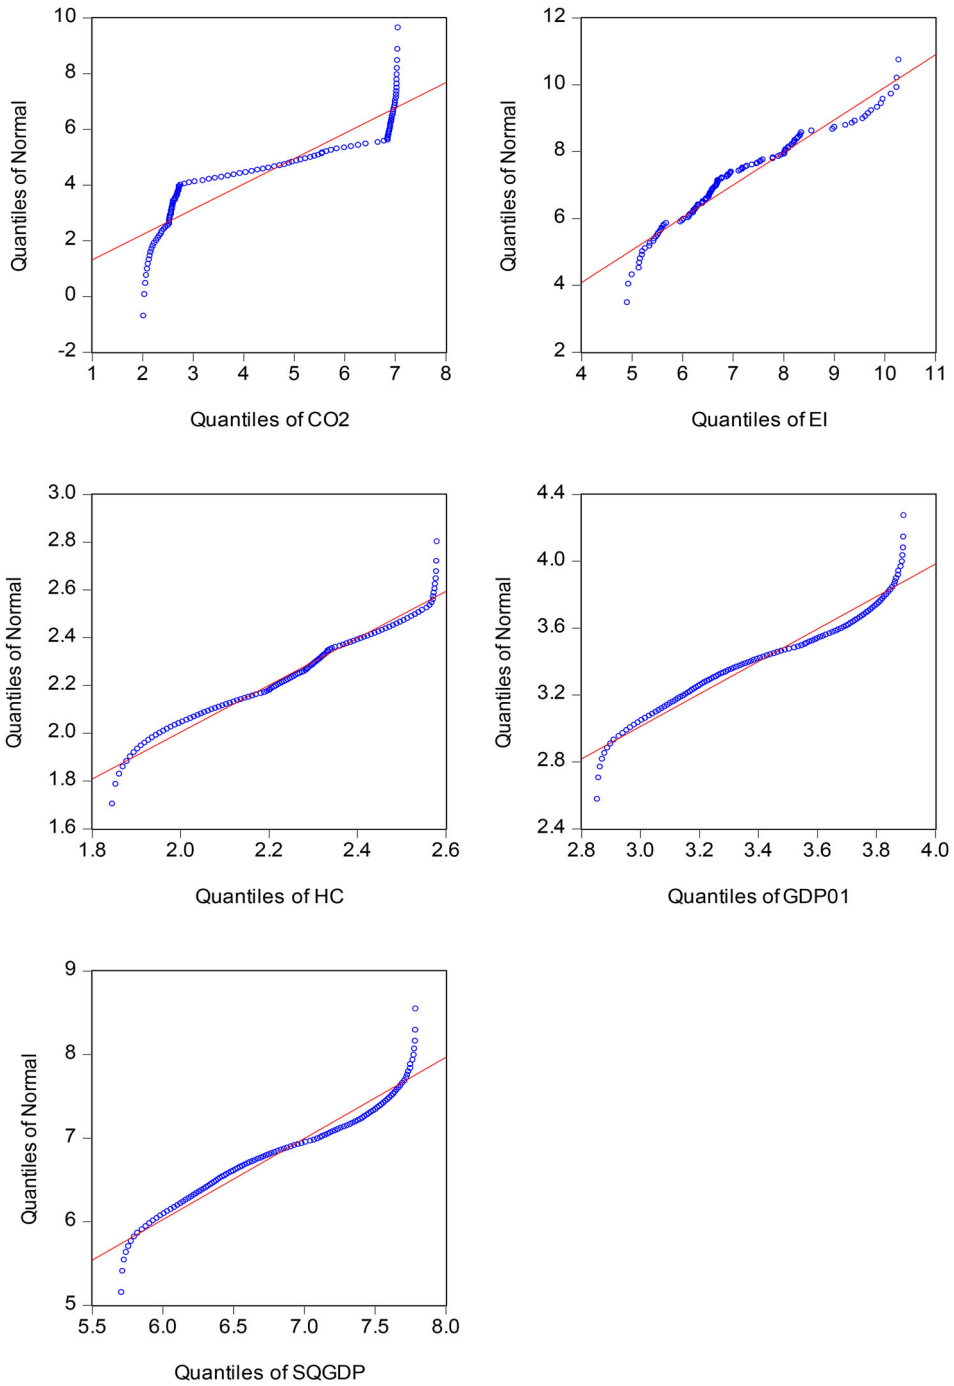 10
8
6
4
2
0
-2
Quantiles of Normal
1 2 3 4 5 6 7 8
Quantiles of CO2
12
10
8
6
4
2
Quantiles of Normal
4 5 6 7 8 9 10 11
Quantiles of EI
3.0
2.8
2.6
2.4
2.2
2.0
1.8
1.6
Quantiles of Normal
1.8 2.0 2.2 2.4 2.6
Quantiles of HC
4.4
4.0
3.6
3.2
2.8
2.4
Quantiles of Normal
2.8 3.0 3.2 3.4 3.6 3.8 4.0
Quantiles of GDP01
9
8
7
6
5
Quantiles of Normal
5.5 6.0 6.5 7.0 7.5 8.0
Quantiles of SQGDP